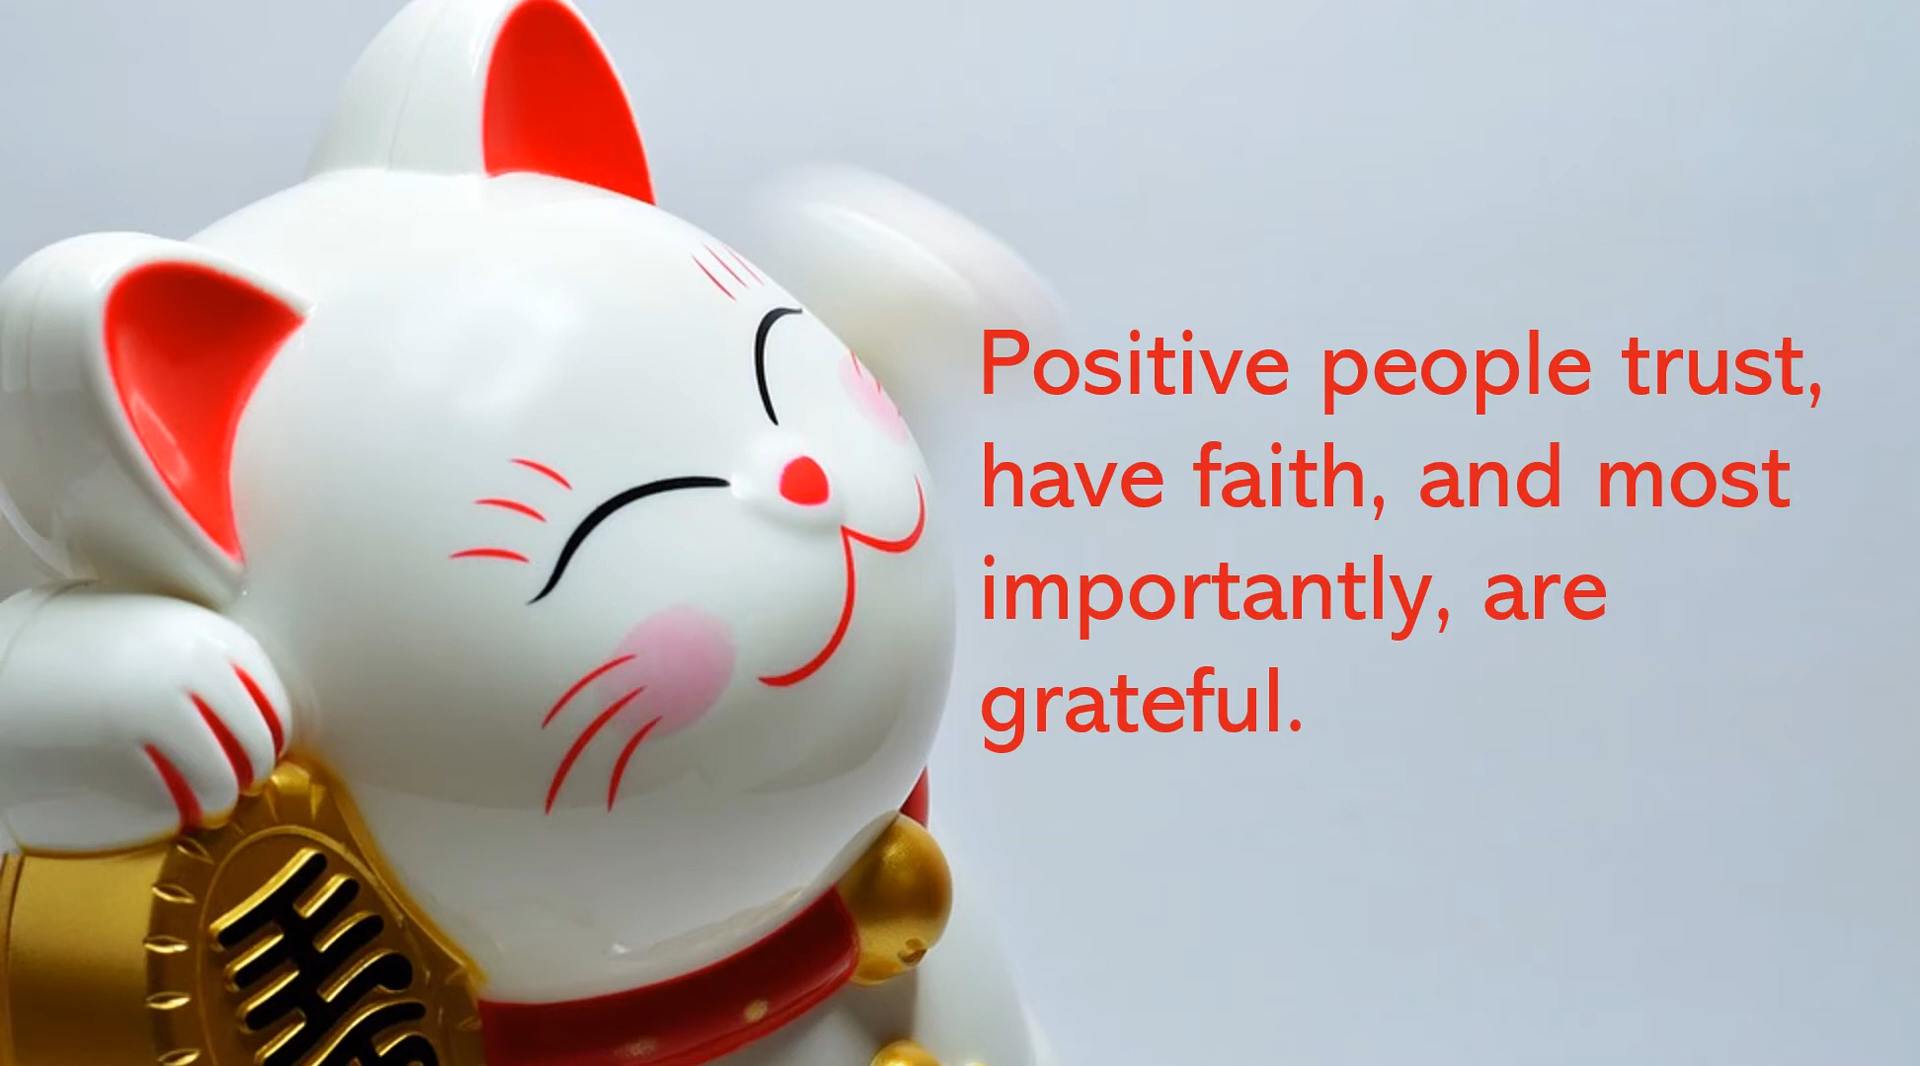 Positive people trust,
have faith, and most
importantly, are
grateful.